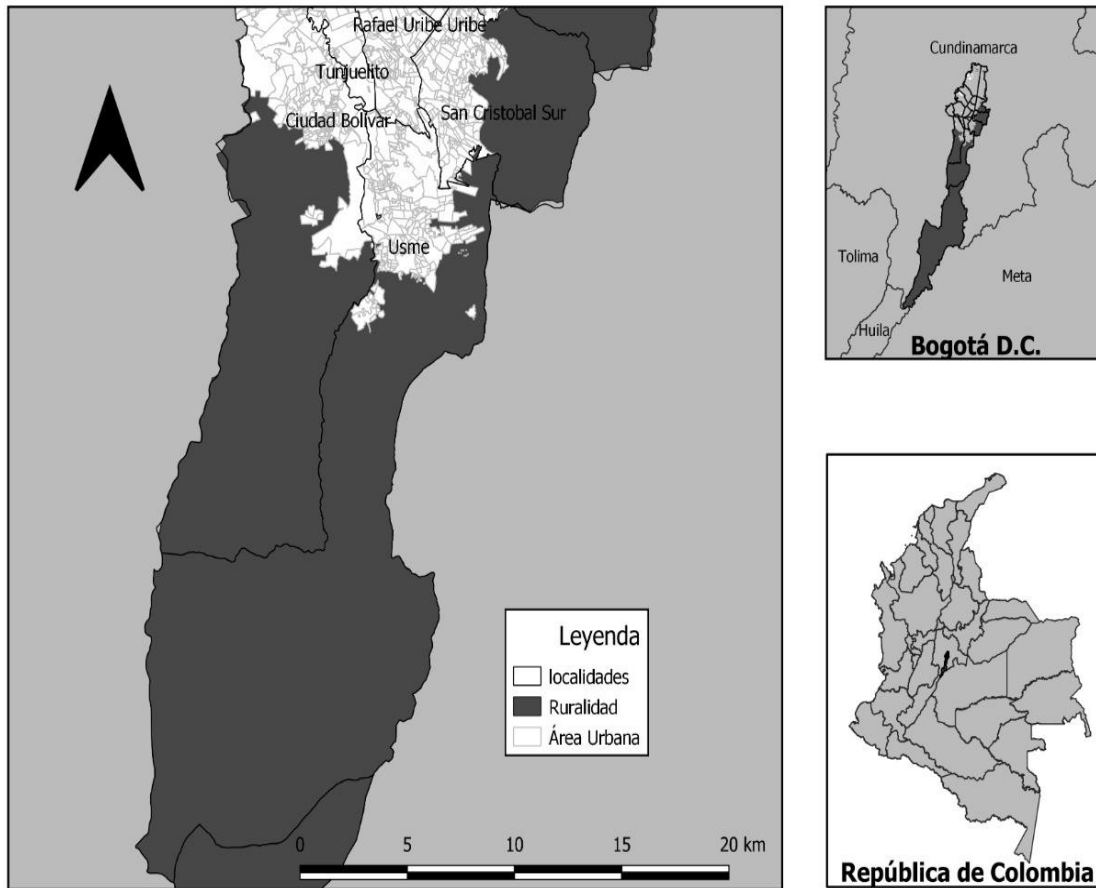 Rafael Uribe Uribe
Tunjuelito
San Cristobal Sur
Ciudad Bolívar
Usme
Leyenda
localidades
Ruralidad
Área Urbana
0 5 10 15 20 km
Cundinamarca
Tolima
Meta
Huila
Bogotá D.C.
República de Colombia